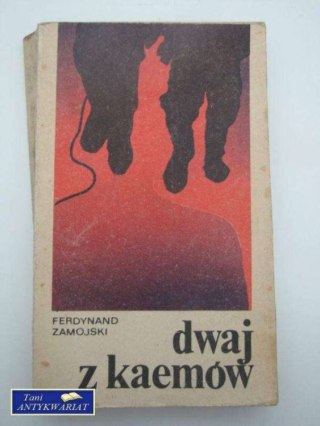 FERDYNAND
ZAMOJSKI
dwaj
z kaemów
Tani
ANTYKWARIAT